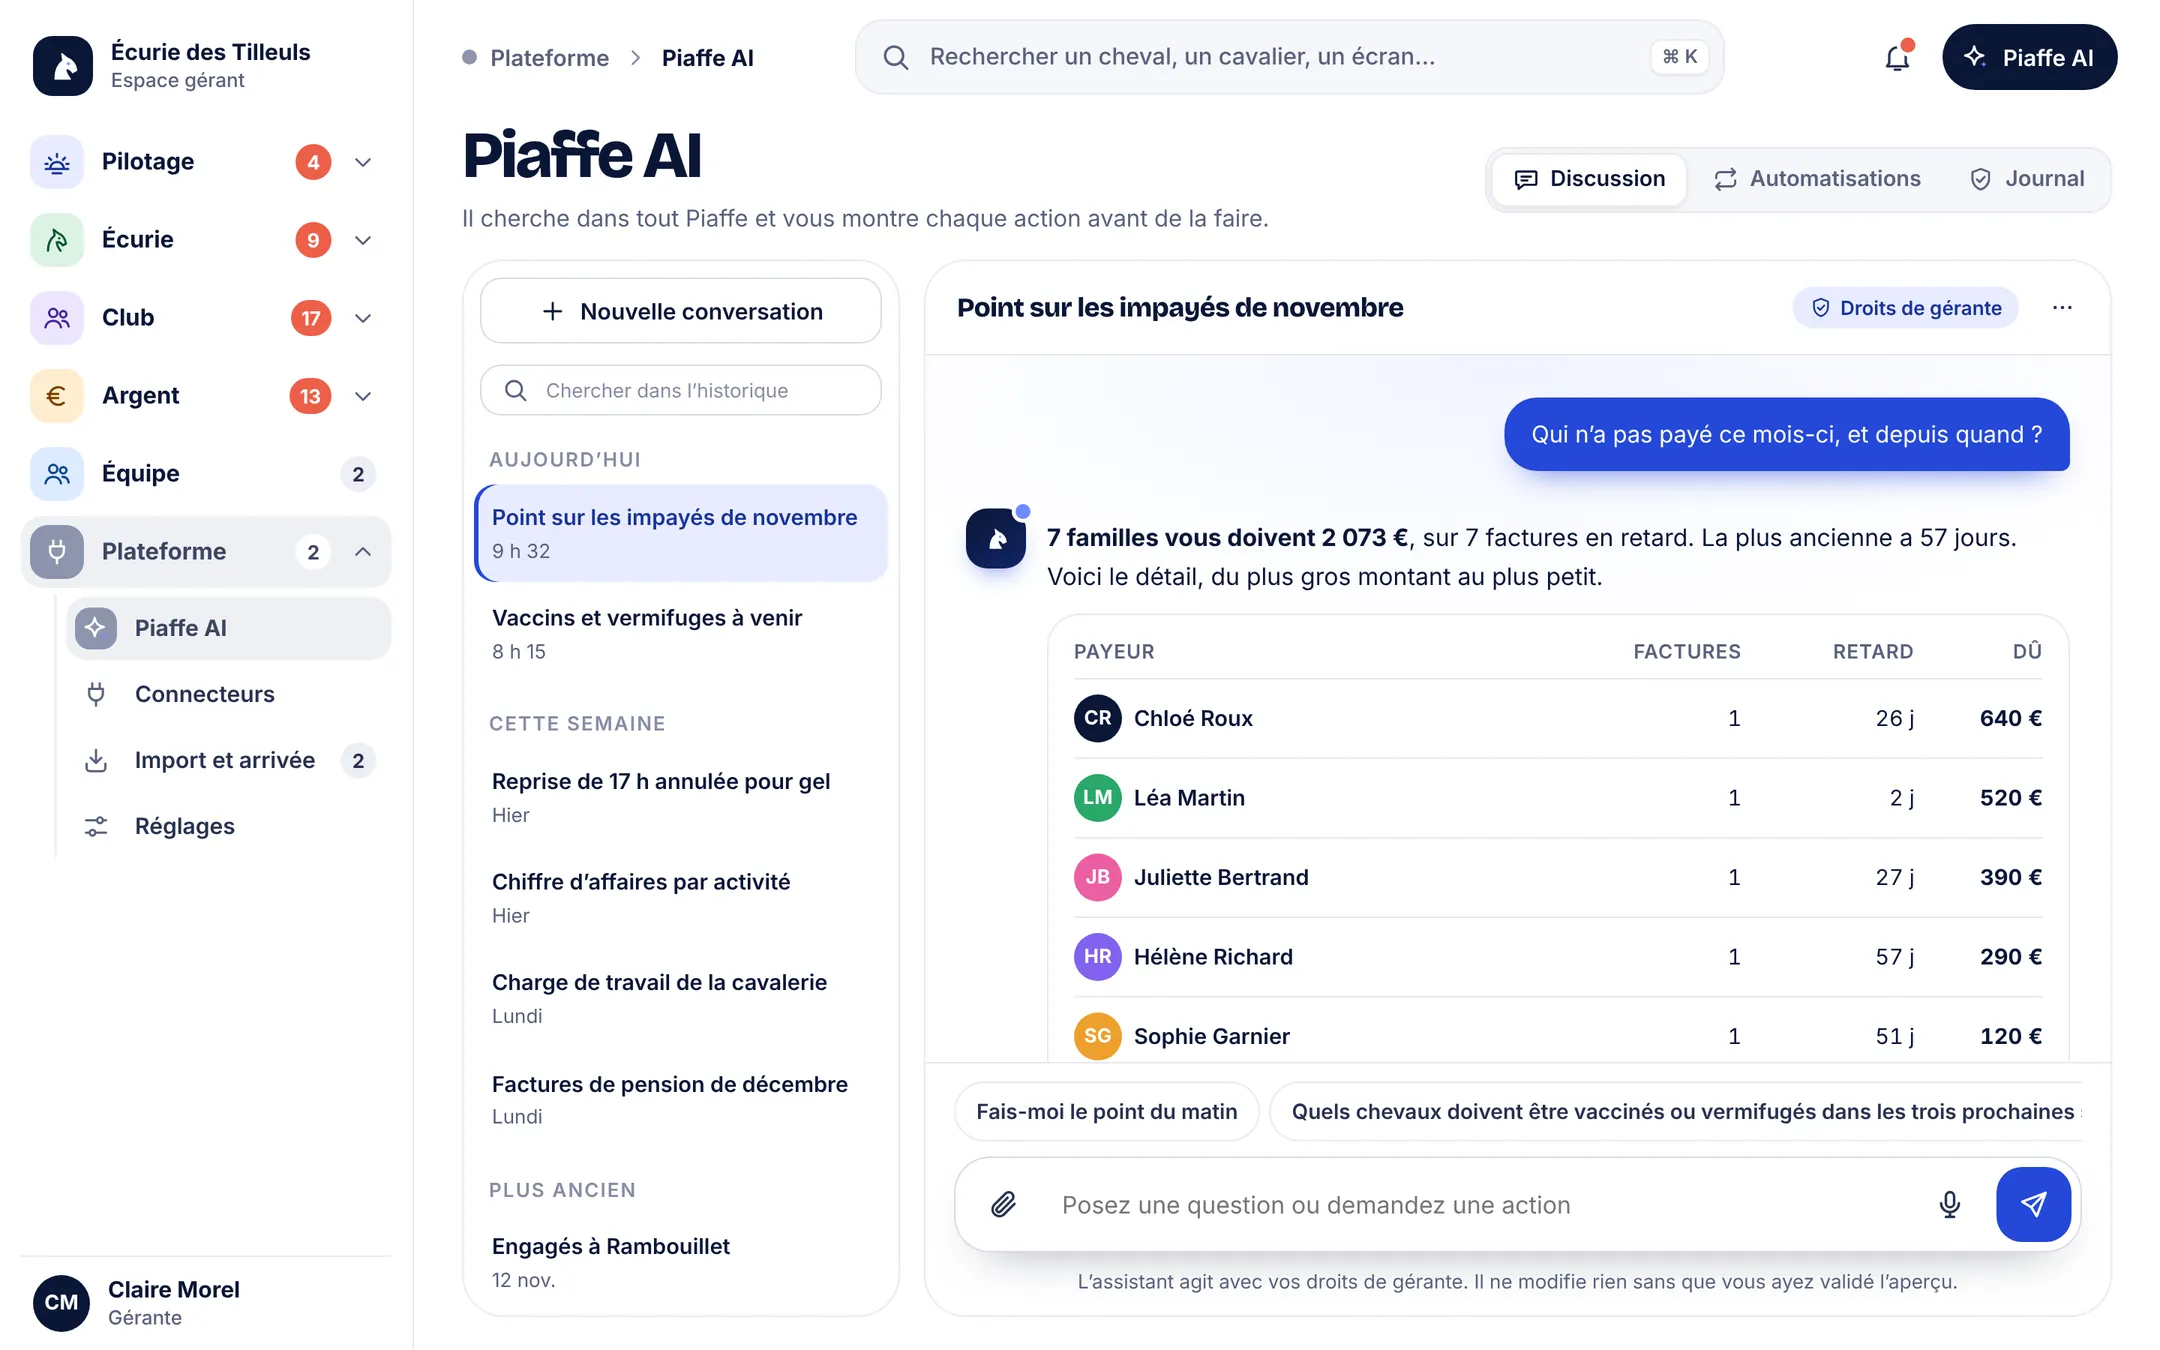 Écurie des Tilleuls
Espace gérant
Pilotage
4
Écurie
9
Club
17
Argent
13
Équipe
2
Plateforme
2
Piaffe AI
Connecteurs
Import et arrivée
2
Réglages
CM
Claire Morel
Gérante
Plateforme
Piaffe AI
Rechercher un cheval, un cavalier, un écran...
⌘ K
Piaffe AI
Piaffe AI
Il cherche dans tout Piaffe et vous montre chaque action avant de la faire.
Discussion
Automatisations
Journal
Nouvelle conversation
Chercher dans l’historique
AUJOURD’HUI
Point sur les impayés de novembre
9 h 32
Vaccins et vermifuges à venir
8 h 15
CETTE SEMAINE
Reprise de 17 h annulée pour gel
Hier
Chiffre d’affaires par activité
Hier
Charge de travail de la cavalerie
Lundi
Factures de pension de décembre
Lundi
PLUS ANCIEN
Engagés à Rambouillet
12 nov.
Point sur les impayés de novembre
Droits de gérante
Qui n’a pas payé ce mois-ci, et depuis quand ?
7 familles vous doivent 2 073 €, sur 7 factures en retard. La plus ancienne a 57 jours.
Voici le détail, du plus gros montant au plus petit.
PAYEUR FACTURES RETARD DÛ
CR Chloé Roux 1 26 j 640 €
LM Léa Martin 1 2 j 520 €
JB Juliette Bertrand 1 27 j 390 €
HR Hélène Richard 1 57 j 290 €
SG Sophie Garnier 1 51 j 120 €
Fais-moi le point du matin
Quels chevaux doivent être vaccinés ou vermifugés dans les trois prochaines
Posez une question ou demandez une action
L’assistant agit avec vos droits de gérante. Il ne modifie rien sans que vous ayez validé l’aperçu.